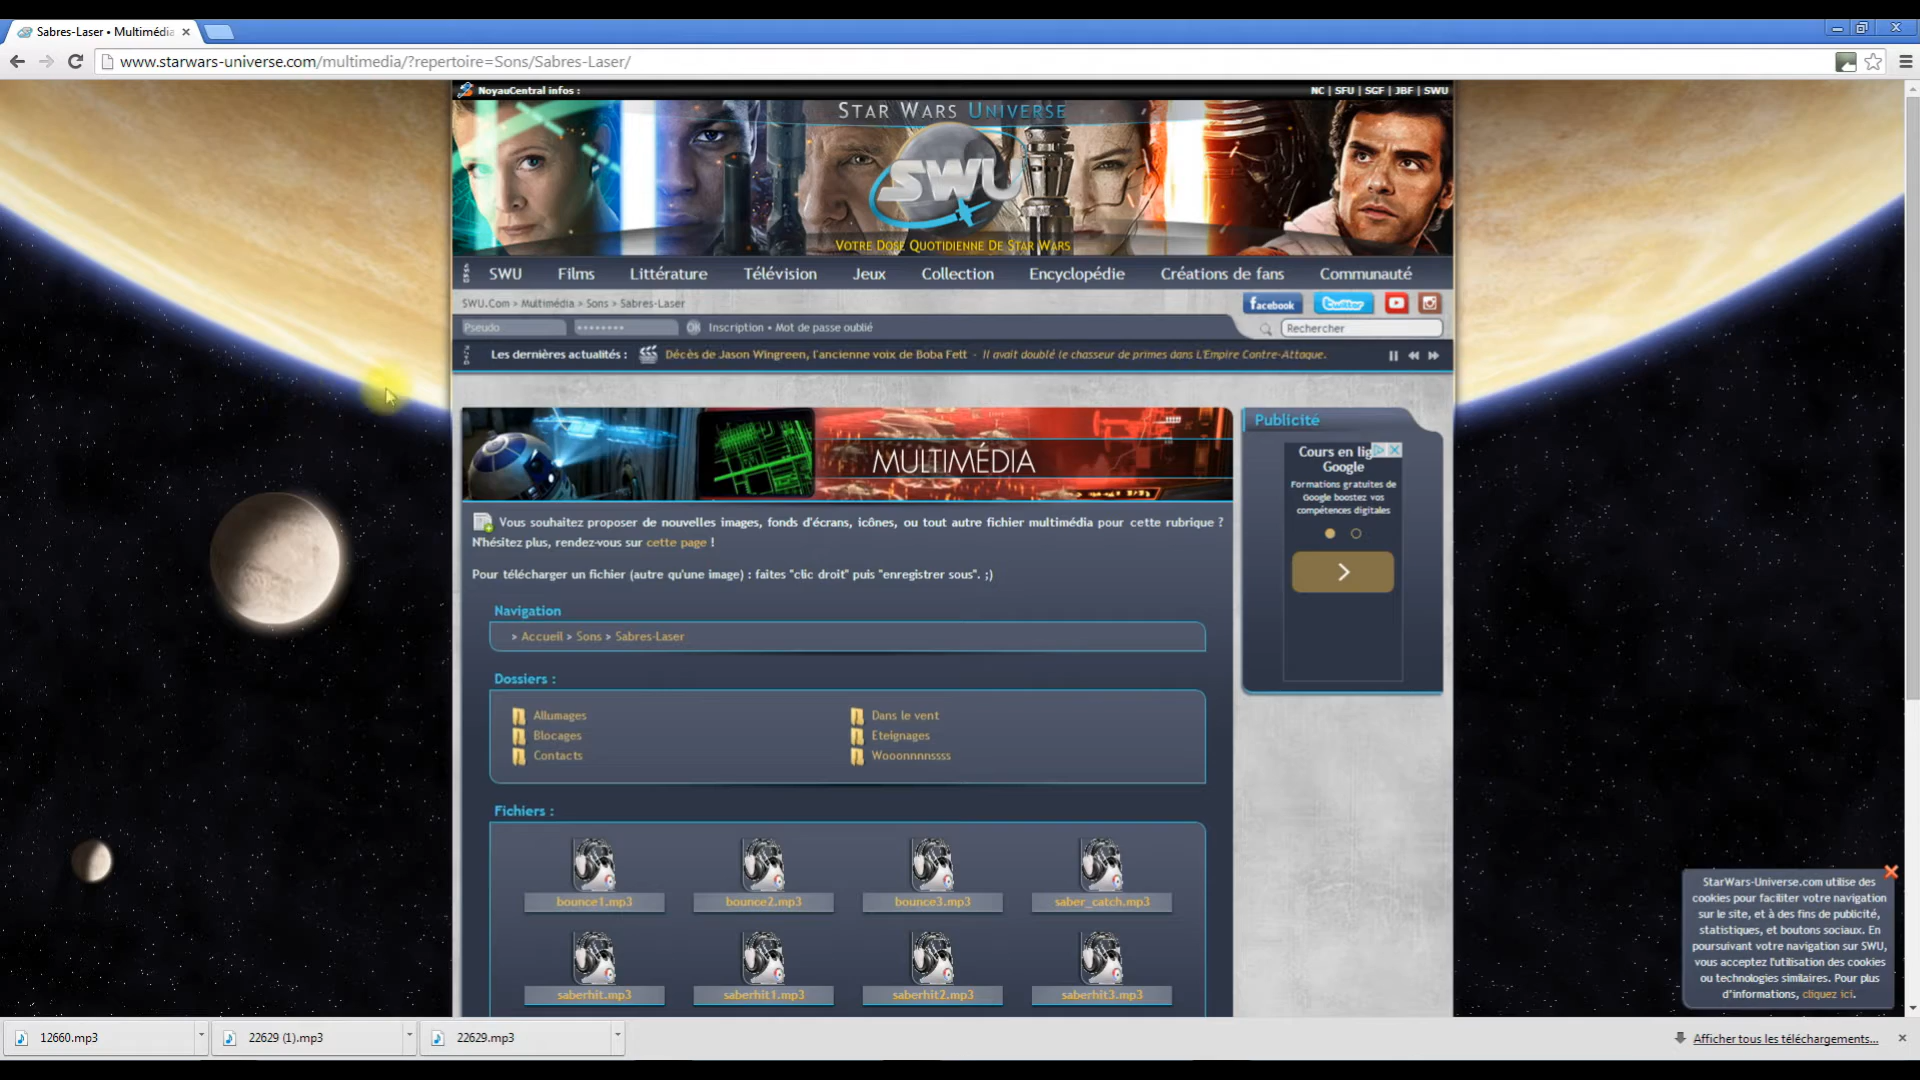 Sabres-Laser • Multimédia
www.starwars-universe.com/multimedia/?repertoire=Sons/Sabres-Laser/
NoyauCentral infos :
NC | SFU | SGF | JBF | SWU
STAR WARS UNIVERSE
SWU
VOTRE DOSE QUOTIDIENNE DE STAR WARS
SWU Films Littérature Télévision Jeux Collection Encyclopédie Créations de fans Communauté
SWU.Com » Multimédia » Sons » Sabres-Laser
facebook twitter
Pseudo •••••••• OK Inscription • Mot de passe oublié
Rechercher
Les dernières actualités : Décès de Jason Wingreen, l'ancienne voix de Boba Fett - Il avait doublé le chasseur de primes dans L'Empire Contre-Attaque.
MULTIMÉDIA
Vous souhaitez proposer de nouvelles images, fonds d'écrans, icônes, ou tout autre fichier multimédia pour cette rubrique ?
N'hésitez plus, rendez-vous sur cette page !
Pour télécharger un fichier (autre qu'une image) : faites "clic droit" puis "enregistrer sous". ;)
Navigation
> Accueil > Sons > Sabres-Laser
Dossiers :
Allumages
Blocages
Contacts
Dans le vent
Eteignages
Wooonnnnssss
Fichiers :
bounce1.mp3 bounce2.mp3 bounce3.mp3 saber_catch.mp3
saberhit.mp3 saberhit1.mp3 saberhit2.mp3 saberhit3.mp3
Publicité
Cours en lig
Google
Formations gratuites de
Google boostez vos
compétences digitales
StarWars-Universe.com utilise des
cookies pour faciliter votre navigation
sur le site, et à des fins de publicité,
statistiques, et boutons sociaux. En
poursuivant votre navigation sur SWU,
vous acceptez l'utilisation des cookies
ou technologies similaires. Pour plus
d'informations, cliquez ici.
12660.mp3
22629 (1).mp3
22629.mp3
Afficher tous les téléchargements...